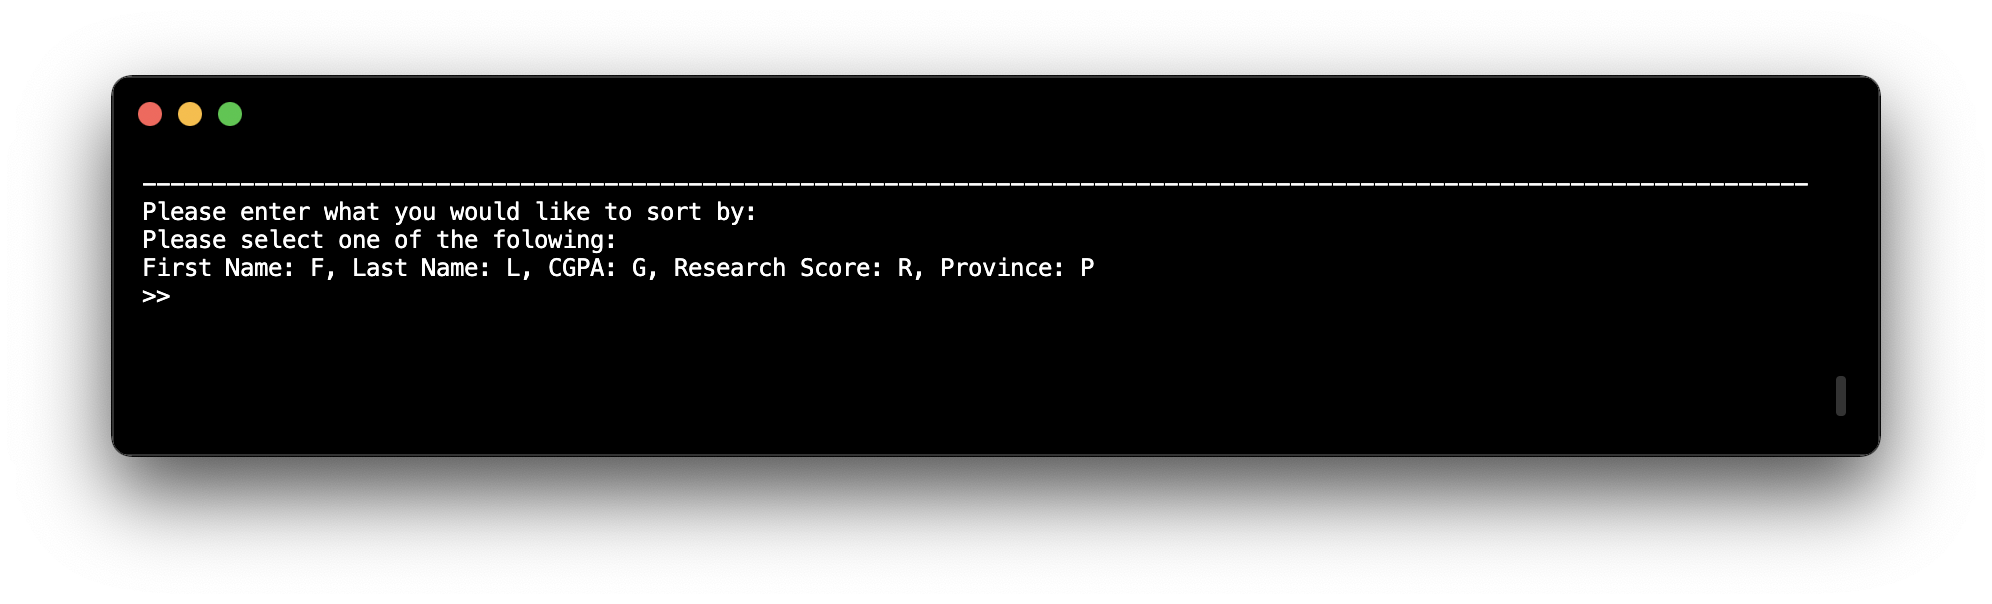 --------------------------------------------------------------------------------------------------------------------
Please enter what you would like to sort by:
Please select one of the folowing:
First Name: F, Last Name: L, CGPA: G, Research Score: R, Province: P
>>